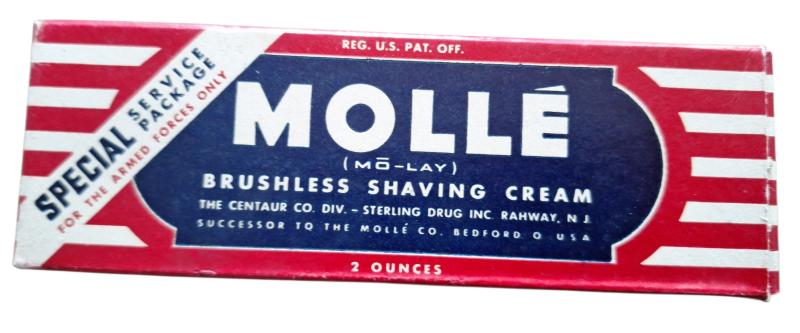 REG. U.S. PAT. OFF.
SPECIAL SERVICE
PACKAGE
FOR THE ARMED FORCES ONLY
MOLLÉ
(MŌ-LAY)
BRUSHLESS SHAVING CREAM
THE CENTAUR CO. DIV. – STERLING DRUG INC. RAHWAY, N J.
SUCCESSOR TO THE MOLLÉ CO. BEDFORD O. U S A
2 OUNCES